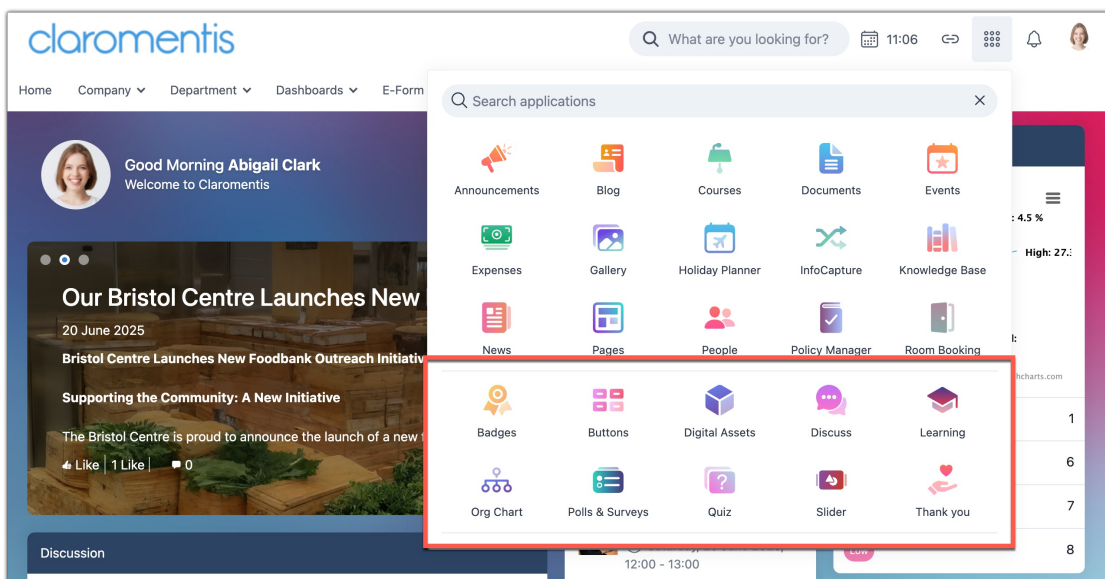 claromentis
What are you looking for?
11:06
Home Company Department Dashboards E-Form
Search applications
Good Morning Abigail Clark
Welcome to Claromentis
Announcements Blog Courses Documents Events
Expenses Gallery Holiday Planner InfoCapture Knowledge Base
News Pages People Policy Manager Room Booking
Badges Buttons Digital Assets Discuss Learning
Org Chart Polls & Surveys Quiz Slider Thank you
Our Bristol Centre Launches New
20 June 2025
Bristol Centre Launches New Foodbank Outreach Initiativ
Supporting the Community: A New Initiative
The Bristol Centre is proud to announce the launch of a new
Like 1 Like 0
Discussion
: 4.5 %
High: 27.
hcharts.com
1
6
7
Low 8
12:00 - 13:00